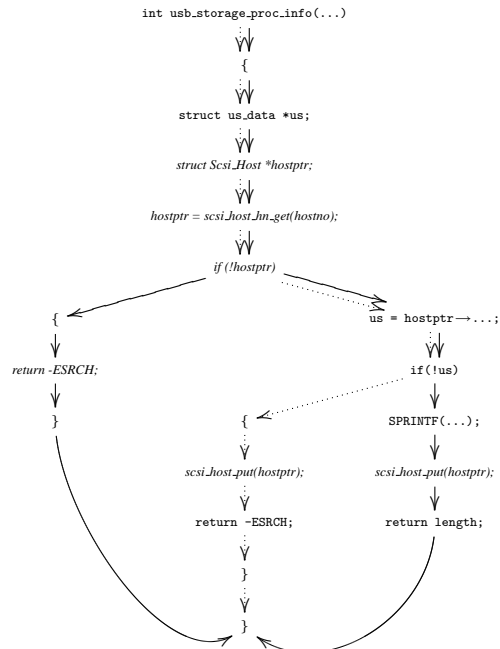 int usb_storage_proc_info(...)
{
struct us_data *us;
struct Scsi_Host *hostptr;
hostptr = scsi_host_hn_get(hostno);
if (!hostptr)
{
us = hostptr→...;
return -ESRCH;
if(!us)
}
{
SPRINTF(...);
scsi_host_put(hostptr);
scsi_host_put(hostptr);
return -ESRCH;
return length;
}
}